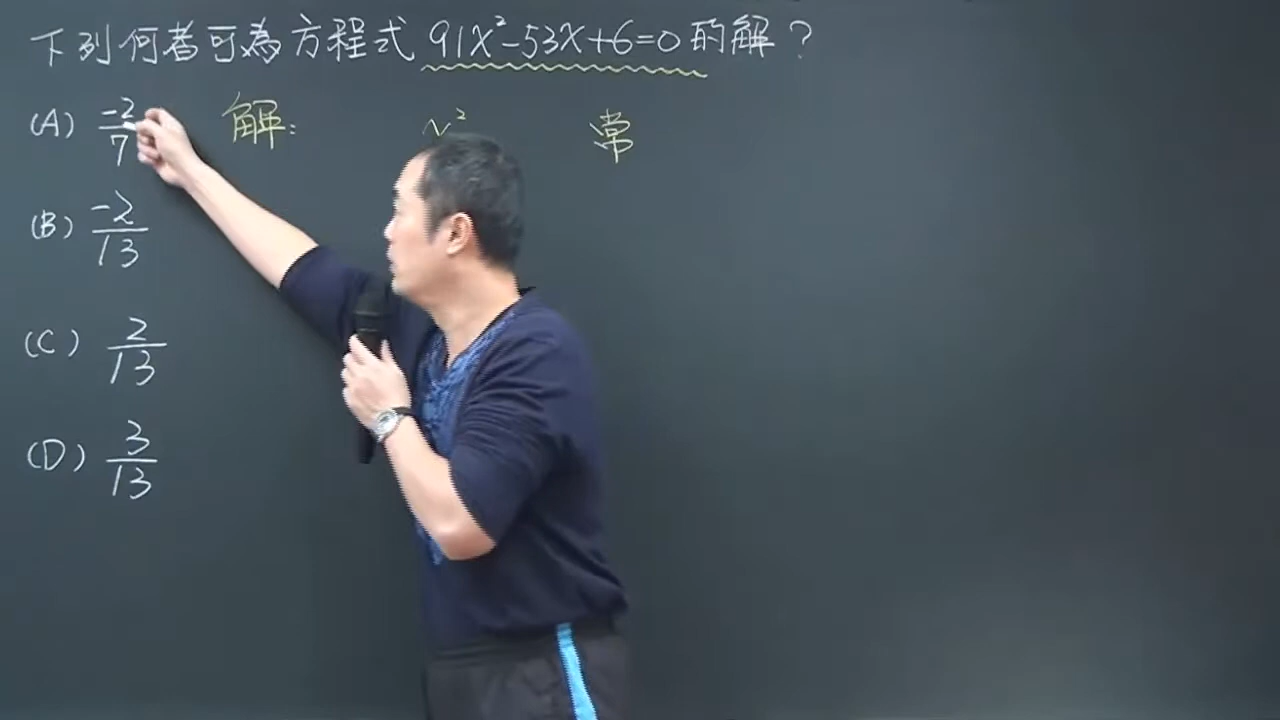 下列何者可為方程式 91X²-53X+6=0 的解？
(A) -2/7
解： 常
(B) -2/13
(C) 2/13
(D) 3/13